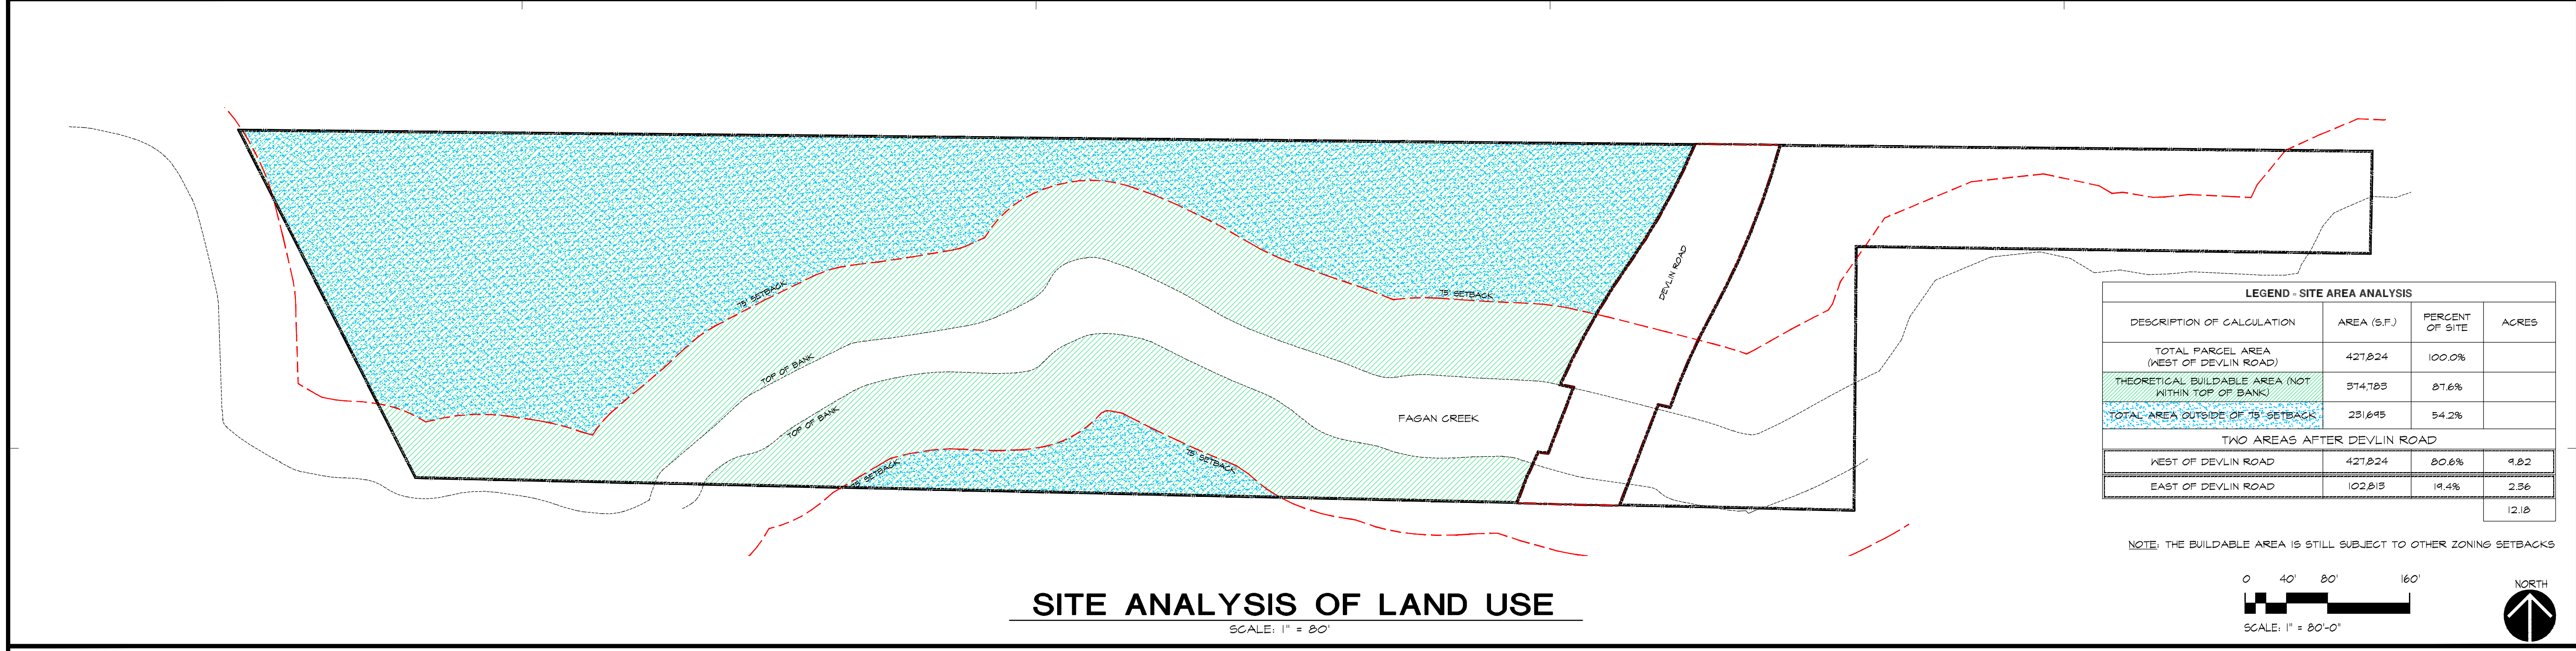 DEVLIN ROAD
75' SETBACK
75' SETBACK
TOP OF BANK
TOP OF BANK
FAGAN CREEK
75' SETBACK
75' SETBACK
LEGEND - SITE AREA ANALYSIS
DESCRIPTION OF CALCULATION AREA (S.F.) PERCENT OF SITE ACRES
TOTAL PARCEL AREA
(WEST OF DEVLIN ROAD) 427,824 100.0%
THEORETICAL BUILDABLE AREA (NOT
WITHIN TOP OF BANK) 374,783 87.6%
TOTAL AREA OUTSIDE OF 75' SETBACK 231,695 54.2%
TWO AREAS AFTER DEVLIN ROAD
WEST OF DEVLIN ROAD 427,824 80.6% 9.82
EAST OF DEVLIN ROAD 102,813 19.4% 2.36
12.18
NOTE: THE BUILDABLE AREA IS STILL SUBJECT TO OTHER ZONING SETBACKS
0 40' 80' 160'
SCALE: 1" = 80'-0"
NORTH
SITE ANALYSIS OF LAND USE
SCALE: 1" = 80'